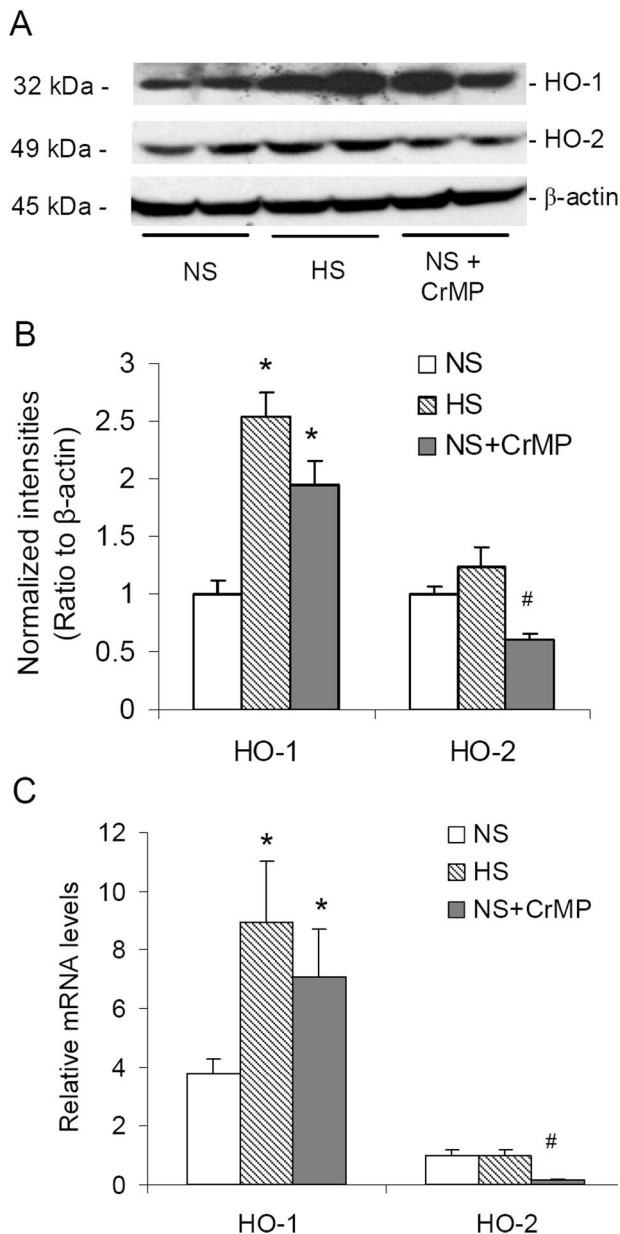 A
32 kDa - - HO-1
49 kDa - - HO-2
45 kDa - - β-actin
NS HS NS +
CrMP
B
Normalized intensities
(Ratio to β-actin)
3
2.5
2
1.5
1
0.5
0
* *
#
NS
HS
NS+CrMP
HO-1 HO-2
C
Relative mRNA levels
12
10
8
6
4
2
0
* *
#
NS
HS
NS+CrMP
HO-1 HO-2